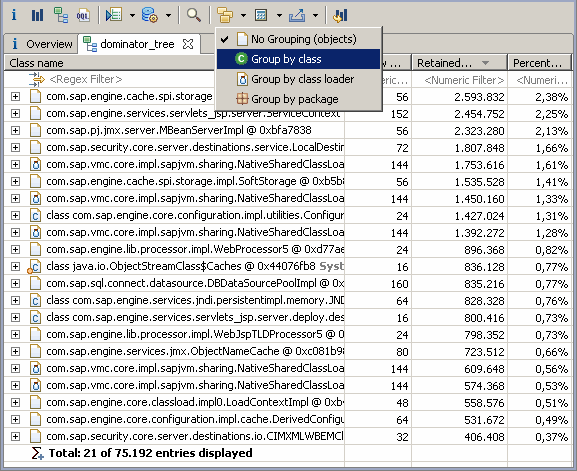 OQL
No Grouping (objects)
Group by class
Group by class loader
Group by package
Overview dominator_tree
Class name Retained... Percent...
<Regex Filter> <Numeric Filter> <Numeri...
com.sap.engine.cache.spi.storage 56 2.593.832 2,38%
com.sap.engine.services.servlets_jsp.server.ServletsCache 152 2.454.752 2,25%
com.sap.pj.jmx.server.MBeanServerImpl @ 0xbfa7838 56 2.323.280 2,13%
com.sap.security.core.server.destinations.service.LocalDestin 72 1.807.848 1,66%
com.sap.vmc.core.impl.sapjvm.sharing.NativeSharedClassLoa 144 1.753.616 1,61%
com.sap.engine.cache.spi.storage.impl.SoftStorage @ 0xb5b8 56 1.535.528 1,41%
com.sap.vmc.core.impl.sapjvm.sharing.NativeSharedClassLoa 144 1.450.160 1,33%
class com.sap.engine.core.configuration.impl.utilities.Configur 24 1.427.024 1,31%
com.sap.vmc.core.impl.sapjvm.sharing.NativeSharedClassLoa 144 1.392.272 1,28%
com.sap.engine.lib.processor.impl.WebProcessor5 @ 0xd77ae 24 896.368 0,82%
class java.io.ObjectStreamClass$Caches @ 0x44076fb8 Syst 16 836.128 0,77%
com.sap.sql.connect.datasource.DBDataSourcePoolImpl @ 0x 160 835.216 0,77%
class com.sap.engine.services.jndi.persistentimpl.memory.JND 64 828.328 0,76%
class com.sap.engine.services.servlets_jsp.server.deploy.des 16 800.416 0,73%
com.sap.engine.lib.processor.impl.WebJspTLDProcessor5 @ 0 24 798.352 0,73%
com.sap.engine.services.jmx.ObjectNameCache @ 0xc081b98 80 723.512 0,66%
com.sap.vmc.core.impl.sapjvm.sharing.NativeSharedClassLoa 144 609.648 0,56%
com.sap.vmc.core.impl.sapjvm.sharing.NativeSharedClassLoa 144 574.368 0,53%
com.sap.engine.core.classload.impl0.LoadContextImpl @ 0xb 48 558.576 0,51%
com.sap.engine.core.configuration.impl.cache.DerivedConfigur 64 531.672 0,49%
com.sap.security.core.server.destinations.io.CIMXMLWBEMCl 32 406.408 0,37%
Total: 21 of 75.192 entries displayed